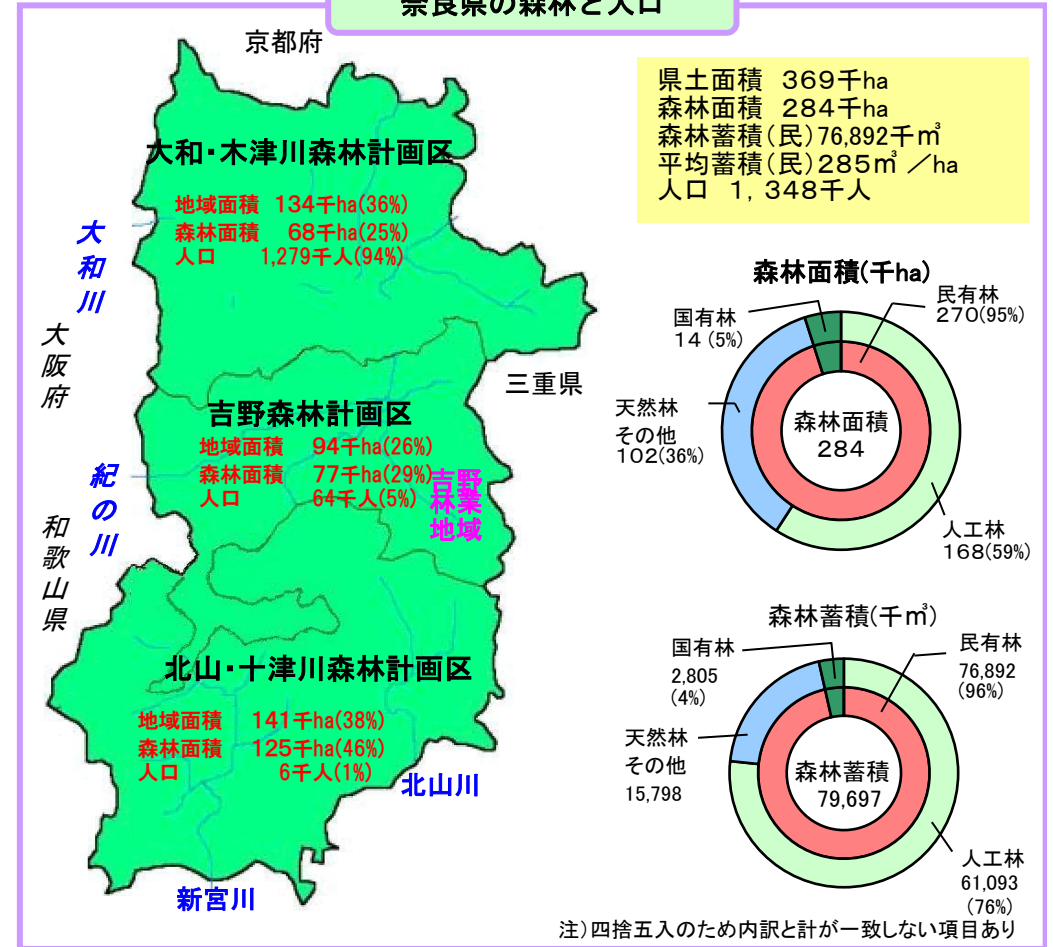 奈良県の森林と人口
京都府
県土面積 369千ha
森林面積 284千ha
森林蓄積(民)76,892千㎥
平均蓄積(民)285㎥/ha
人口 1,348千人
大和・木津川森林計画区
地域面積 134千ha(36%)
森林面積 68千ha(25%)
人口 1,279千人(94%)
大和川
大阪府
三重県
吉野森林計画区
地域面積 94千ha(26%)
森林面積 77千ha(29%)
人口 64千人(5%)
吉野
林業
地域
紀の川
和歌山県
北山・十津川森林計画区
地域面積 141千ha(38%)
森林面積 125千ha(46%)
人口 6千人(1%)
北山川
新宮川
森林面積(千ha)
国有林
14(5%)
民有林
270(95%)
天然林
その他
102(36%)
森林面積
284
人工林
168(59%)
森林蓄積(千㎥)
国有林
2,805
(4%)
民有林
76,892
(96%)
天然林
その他
15,798
森林蓄積
79,697
人工林
61,093
(76%)
注)四捨五入のため内訳と計が一致しない項目あり